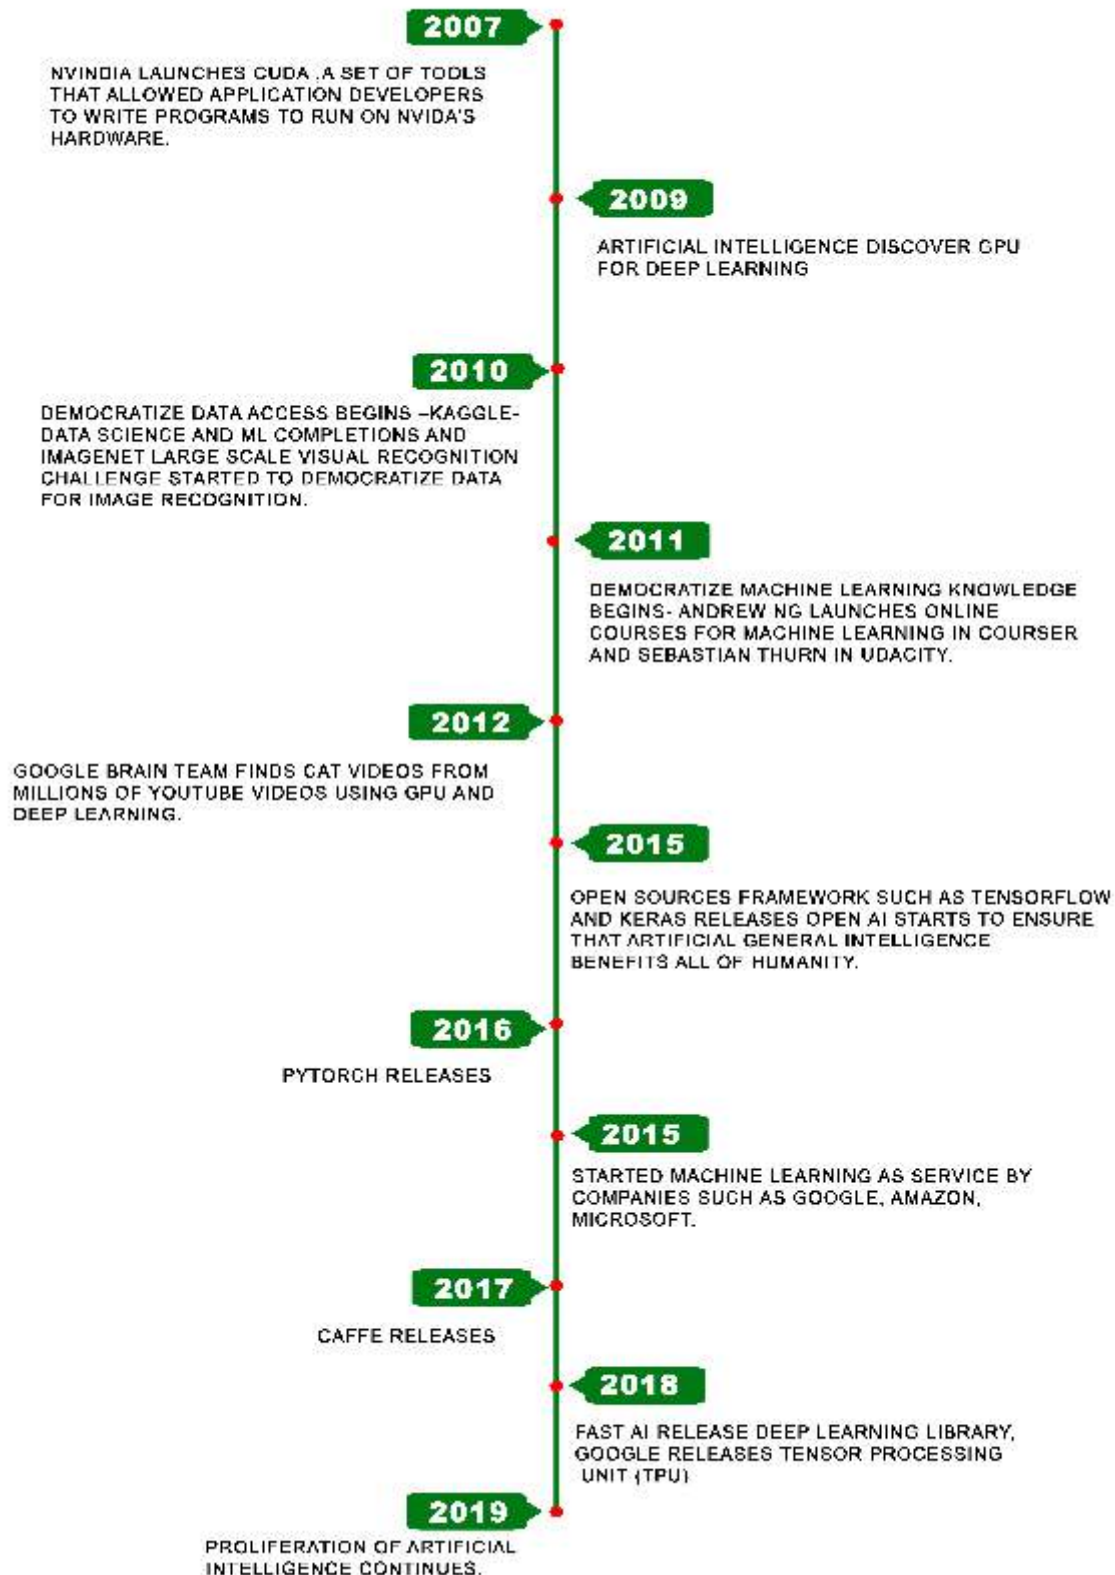 2007
NVINDIA LAUNCHES CUDA ,A SET OF TOOLS
THAT ALLOWED APPLICATION DEVELOPERS
TO WRITE PROGRAMS TO RUN ON NVIDA'S
HARDWARE.
2009
ARTIFICIAL INTELLIGENCE DISCOVER GPU
FOR DEEP LEARNING
2010
DEMOCRATIZE DATA ACCESS BEGINS –KAGGLE-
DATA SCIENCE AND ML COMPLETIONS AND
IMAGENET LARGE SCALE VISUAL RECOGNITION
CHALLENGE STARTED TO DEMOCRATIZE DATA
FOR IMAGE RECOGNITION.
2011
DEMOCRATIZE MACHINE LEARNING KNOWLEDGE
BEGINS- ANDREW NG LAUNCHES ONLINE
COURSES FOR MACHINE LEARNING IN COURSER
AND SEBASTIAN THURN IN UDACITY.
2012
GOOGLE BRAIN TEAM FINDS CAT VIDEOS FROM
MILLIONS OF YOUTUBE VIDEOS USING GPU AND
DEEP LEARNING.
2015
OPEN SOURCES FRAMEWORK SUCH AS TENSORFLOW
AND KERAS RELEASES OPEN AI STARTS TO ENSURE
THAT ARTIFICIAL GENERAL INTELLIGENCE
BENEFITS ALL OF HUMANITY.
2016
PYTORCH RELEASES
2015
STARTED MACHINE LEARNING AS SERVICE BY
COMPANIES SUCH AS GOOGLE, AMAZON,
MICROSOFT.
2017
CAFFE RELEASES
2018
FAST AI RELEASE DEEP LEARNING LIBRARY,
GOOGLE RELEASES TENSOR PROCESSING
UNIT (TPU)
2019
PROLIFERATION OF ARTIFICIAL
INTELLIGENCE CONTINUES.